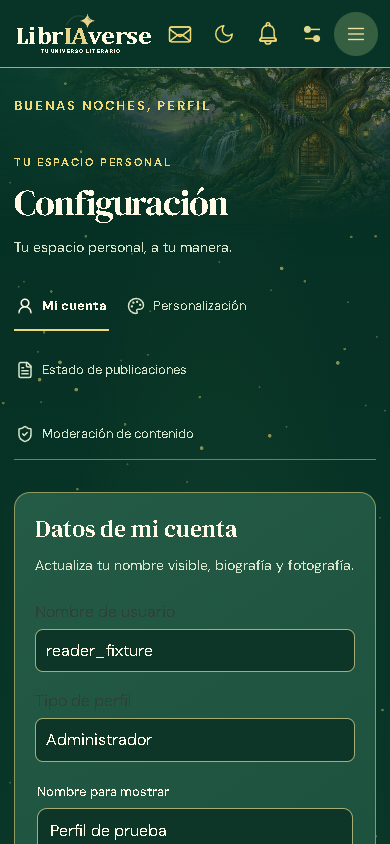 LibrIAverse
TU UNIVERSO LITERARIO
BUENAS NOCHES, PERFIL
TU ESPACIO PERSONAL
Configuración
Tu espacio personal, a tu manera.
Mi cuenta
Personalización
Estado de publicaciones
Moderación de contenido
Datos de mi cuenta
Actualiza tu nombre visible, biografía y fotografía.
Nombre de usuario
reader_fixture
Tipo de perfil
Administrador
Nombre para mostrar
Perfil de prueba